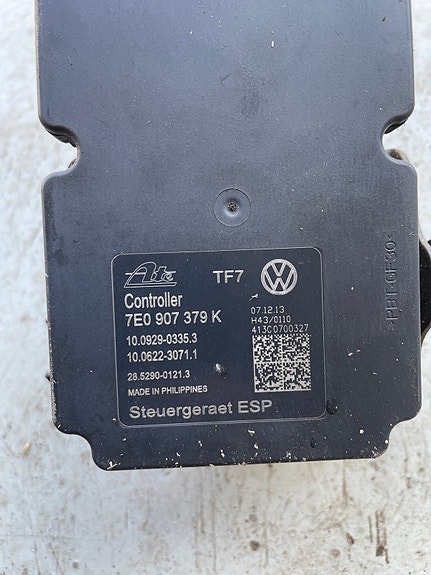 Ate TF7
Controller
7E0 907 379 K
07.12.13
H43/0110
413C0700327
10.0929-0335.3
10.0622-3071.1
28.5290-0121.3
MADE IN PHILIPPINES
Steuergeraet ESP
>PBT-GF30<